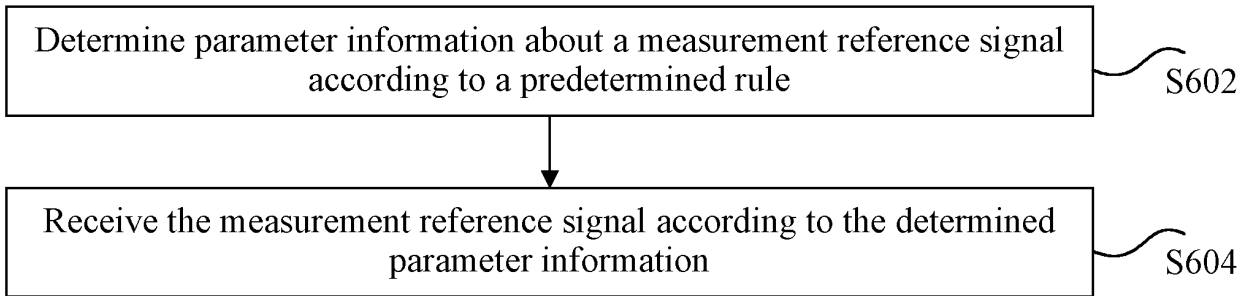 Determine parameter information about a measurement reference signal
according to a predetermined rule
S602
Receive the measurement reference signal according to the determined
parameter information
S604